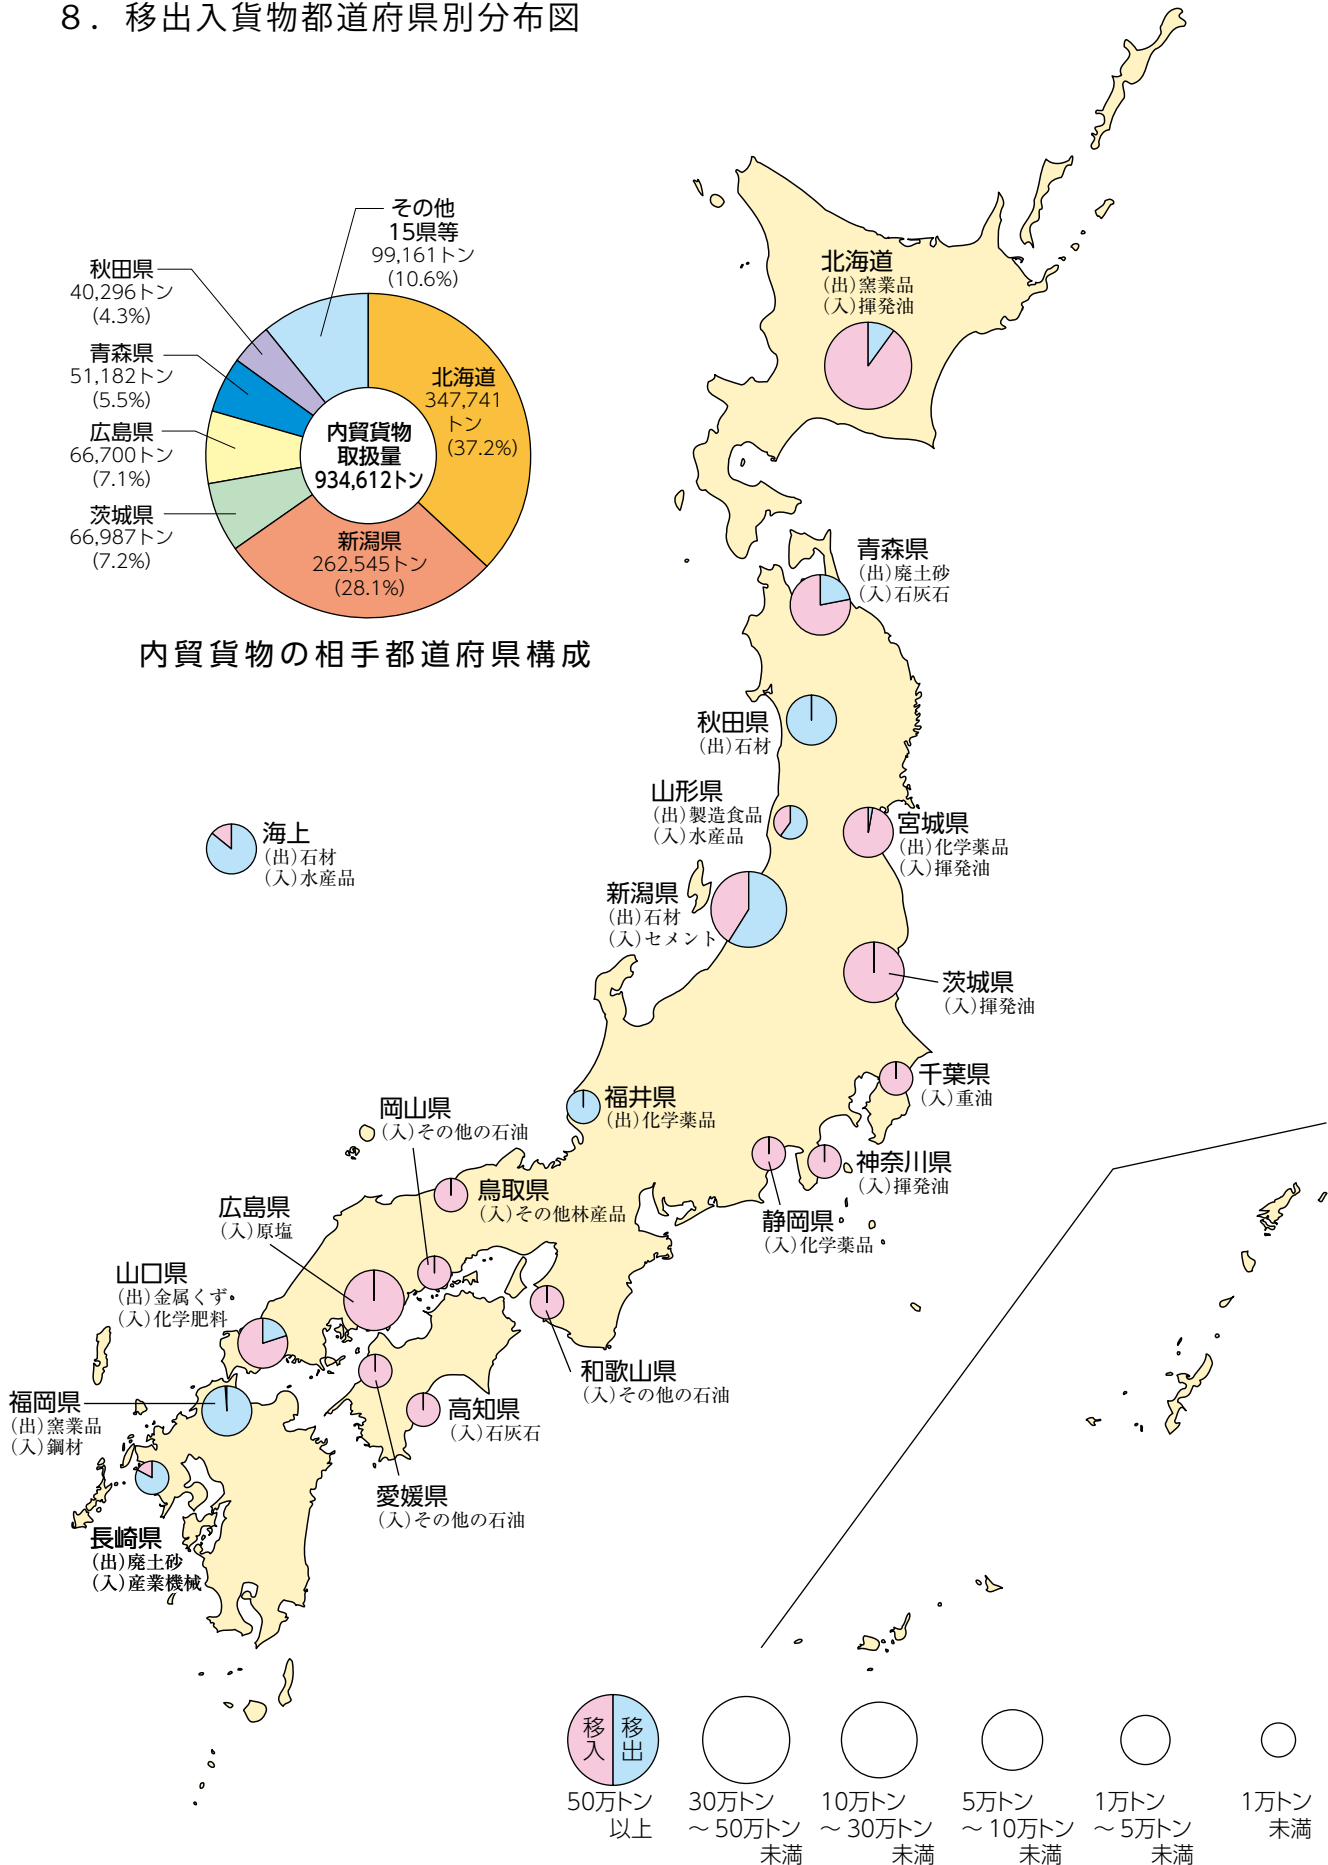 ８．移出入貨物都道府県別分布図
その他
15県等
99,161トン
(10.6%)
秋田県
40,296トン
(4.3%)
青森県
51,182トン
(5.5%)
広島県
66,700トン
(7.1%)
茨城県
66,987トン
(7.2%)
北海道
347,741
トン
(37.2%)
新潟県
262,545トン
(28.1%)
内貿貨物
取扱量
934,612トン
内貿貨物の相手都道府県構成
北海道
(出)窯業品
(入)揮発油
青森県
(出)廃土砂
(入)石灰石
秋田県
(出)石材
山形県
(出)製造食品
(入)水産品
宮城県
(出)化学薬品
(入)揮発油
海上
(出)石材
(入)水産品
新潟県
(出)石材
(入)セメント
茨城県
(入)揮発油
千葉県
(入)重油
福井県
(出)化学薬品
岡山県
(入)その他の石油
神奈川県
(入)揮発油
鳥取県
(入)その他林産品
静岡県
(入)化学薬品
広島県
(入)原塩
山口県
(出)金属くず
(入)化学肥料
和歌山県
(入)その他の石油
福岡県
(出)窯業品
(入)鋼材
高知県
(入)石灰石
愛媛県
(入)その他の石油
長崎県
(出)廃土砂
(入)産業機械
移入
移出
50万トン
以上
30万トン
～50万トン
未満
10万トン
～30万トン
未満
5万トン
～10万トン
未満
1万トン
～5万トン
未満
1万トン
未満